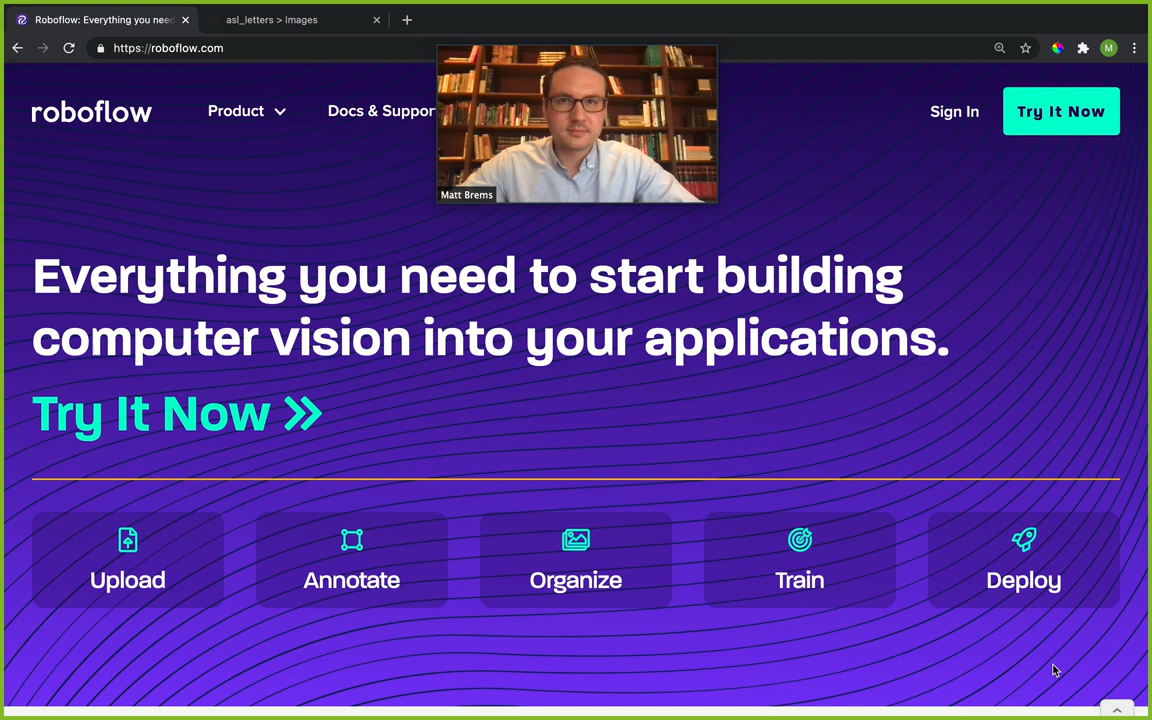 Roboflow: Everything you need
asl_letters > Images
https://roboflow.com
M
roboflow
Product
Docs & Suppor
Sign In
Try It Now
Matt Brems
Everything you need to start building
computer vision into your applications.
Try It Now
Upload
Annotate
Organize
Train
Deploy